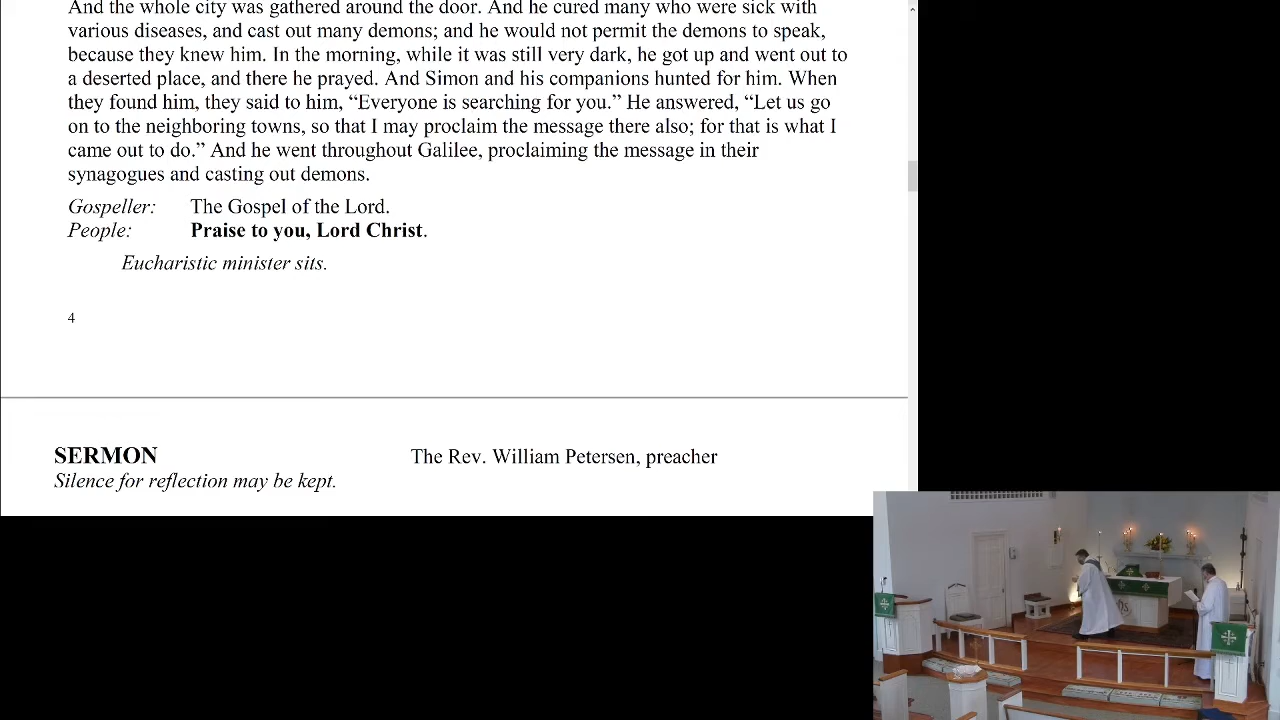 And the whole city was gathered around the door. And he cured many who were sick with
various diseases, and cast out many demons; and he would not permit the demons to speak,
because they knew him. In the morning, while it was still very dark, he got up and went out to
a deserted place, and there he prayed. And Simon and his companions hunted for him. When
they found him, they said to him, “Everyone is searching for you.” He answered, “Let us go
on to the neighboring towns, so that I may proclaim the message there also; for that is what I
came out to do.” And he went throughout Galilee, proclaiming the message in their
synagogues and casting out demons.
Gospeller: The Gospel of the Lord.
People: Praise to you, Lord Christ.
Eucharistic minister sits.
4
SERMON The Rev. William Petersen, preacher
Silence for reflection may be kept.